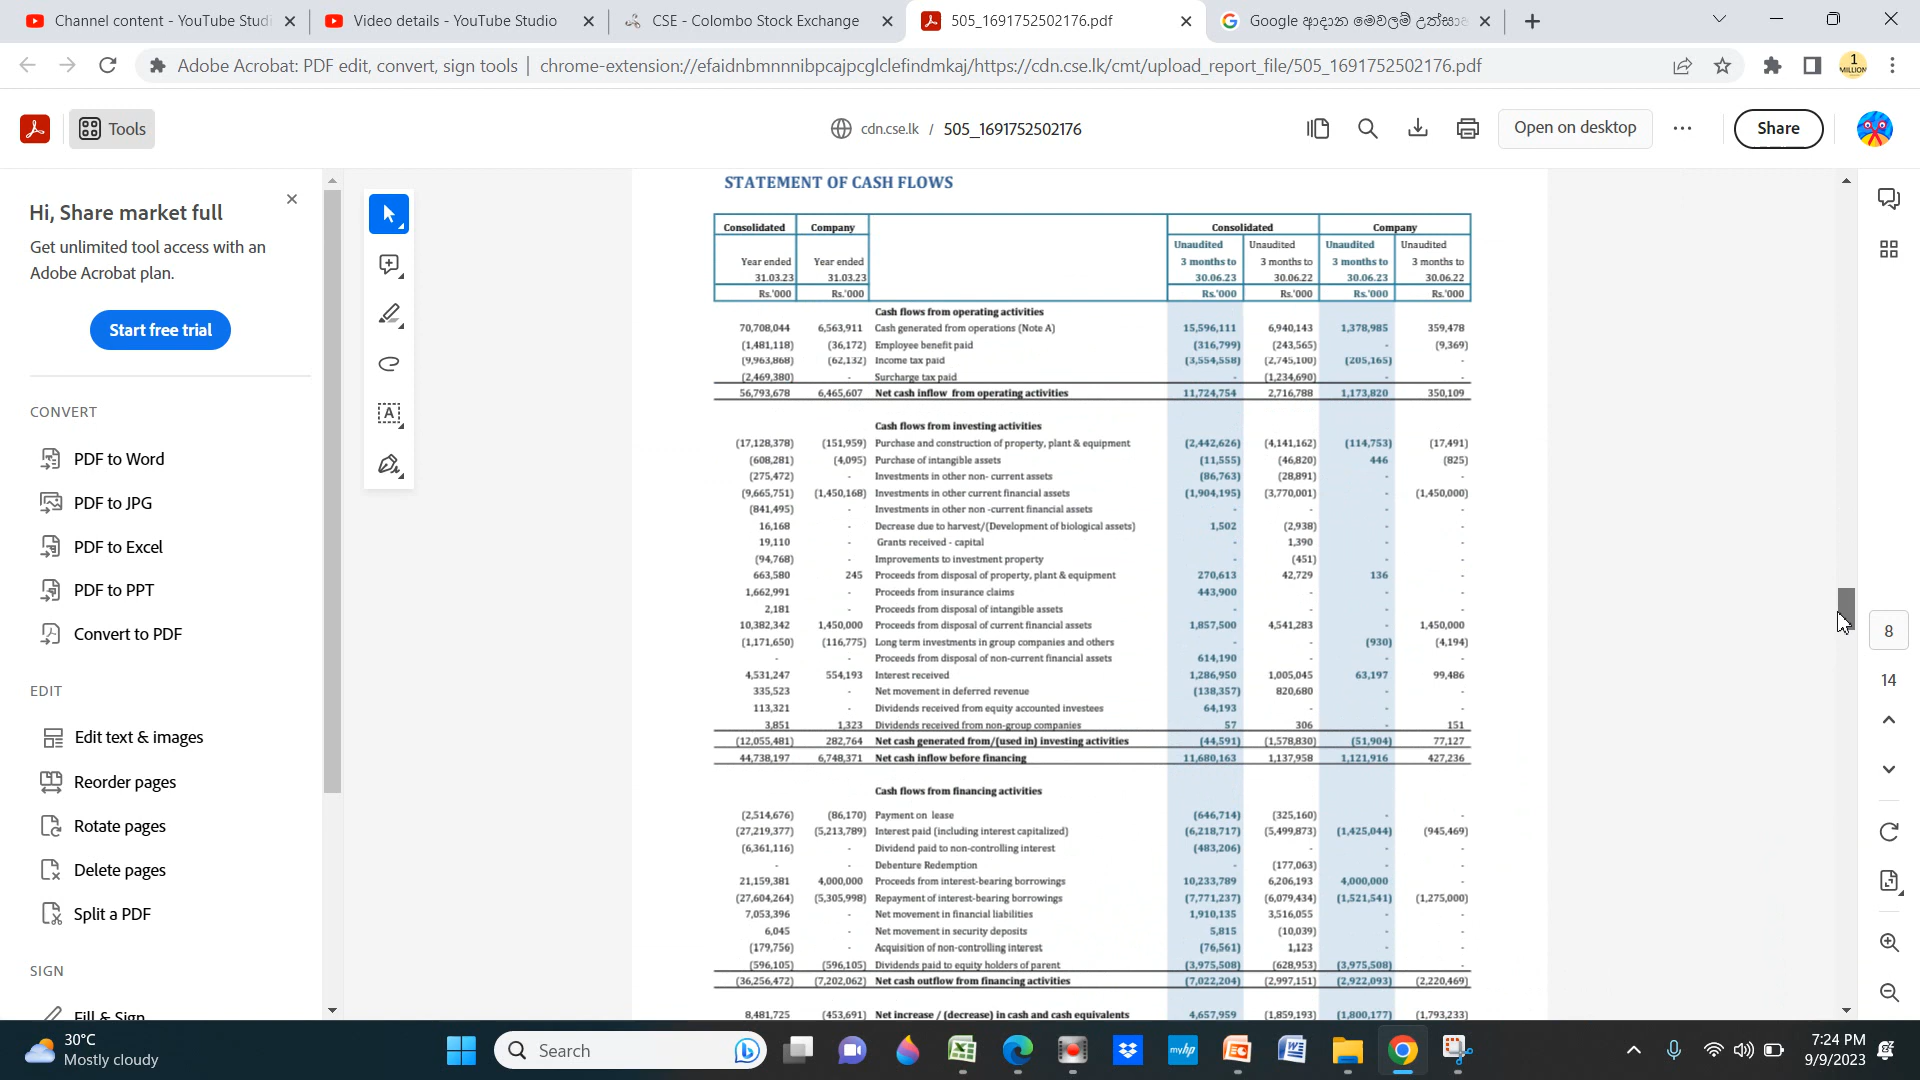 Channel content - YouTube Studi
Video details - YouTube Studio
CSE - Colombo Stock Exchange
505_1691752502176.pdf
Google ආදාන මෙවලම් උත්සාහ
Adobe Acrobat: PDF edit, convert, sign tools | chrome-extension://efaidnbmnnnibpcajpcglclefindmkaj/https://cdn.cse.lk/cmt/upload_report_file/505_1691752502176.pdf
1 MILLION
Tools
cdn.cse.lk / 505_1691752502176
Open on desktop
Share
Hi, Share market full
Get unlimited tool access with an
Adobe Acrobat plan.
Start free trial
CONVERT
PDF to Word
PDF to JPG
PDF to Excel
PDF to PPT
Convert to PDF
EDIT
Edit text & images
Reorder pages
Rotate pages
Delete pages
Split a PDF
SIGN
Fill & Sign
STATEMENT OF CASH FLOWS
Consolidated Company Consolidated Company
Unaudited Unaudited Unaudited Unaudited
Year ended Year ended 3 months to 3 months to 3 months to 3 months to
31.03.23 31.03.23 30.06.23 30.06.22 30.06.23 30.06.22
Rs.'000 Rs.'000 Rs.'000 Rs.'000 Rs.'000 Rs.'000
Cash flows from operating activities
70,708,044 6,563,911 Cash generated from operations (Note A) 15,596,111 6,940,143 1,378,985 359,478
(1,481,118) (36,172) Employee benefit paid (316,799) (243,565) - (9,369)
(9,963,868) (62,132) Income tax paid (3,554,558) (2,745,100) (205,165) -
(2,469,380) - Surcharge tax paid - (1,234,690) - -
56,793,678 6,465,607 Net cash inflow from operating activities 11,724,754 2,716,788 1,173,820 350,109
Cash flows from investing activities
(17,128,378) (151,959) Purchase and construction of property, plant & equipment (2,442,626) (4,141,162) (114,753) (17,491)
(608,281) (4,095) Purchase of intangible assets (11,555) (46,820) 446 (825)
(275,472) - Investments in other non- current assets (86,763) (28,891) - -
(9,665,751) (1,450,168) Investments in other current financial assets (1,904,195) (3,770,001) - (1,450,000)
(841,495) - Investments in other non -current financial assets - - - -
16,168 - Decrease due to harvest/(Development of biological assets) 1,502 (2,938) - -
19,110 - Grants received - capital - 1,390 - -
(94,768) - Improvements to investment property - (451) - -
663,580 245 Proceeds from disposal of property, plant & equipment 270,613 42,729 136 -
1,662,991 - Proceeds from insurance claims 443,900 - - -
2,181 - Proceeds from disposal of intangible assets - - - -
10,382,342 1,450,000 Proceeds from disposal of current financial assets 1,857,500 4,541,283 - 1,450,000
(1,171,650) (116,775) Long term investments in group companies and others - - (930) (4,194)
- - Proceeds from disposal of non-current financial assets 614,190 - - -
4,531,247 554,193 Interest received 1,286,950 1,005,045 63,197 99,486
335,523 - Net movement in deferred revenue (138,357) 820,680 - -
113,321 - Dividends received from equity accounted investees 64,193 - - -
3,851 1,323 Dividends received from non-group companies 57 306 - 151
(12,055,481) 282,764 Net cash generated from/(used in) investing activities (44,591) (1,578,830) (51,904) 77,127
44,738,197 6,748,371 Net cash inflow before financing 11,680,163 1,137,958 1,121,916 427,236
Cash flows from financing activities
(2,514,676) (86,170) Payment on lease (646,714) (325,160) - -
(27,219,377) (5,213,789) Interest paid (including interest capitalized) (6,218,717) (5,499,873) (1,425,044) (945,469)
(6,361,116) - Dividend paid to non-controlling interest (483,206) - - -
- - Debenture Redemption - (177,063) - -
21,159,381 4,000,000 Proceeds from interest-bearing borrowings 10,233,789 6,206,193 4,000,000 -
(27,604,264) (5,305,998) Repayment of interest-bearing borrowings (7,771,237) (6,079,434) (1,521,541) (1,275,000)
7,053,396 - Net movement in financial liabilities 1,910,135 3,516,055 - -
6,045 - Net movement in security deposits 5,815 (10,039) - -
(179,756) - Acquisition of non-controlling interest (76,561) 1,123 - -
(596,105) (596,105) Dividends paid to equity holders of parent (3,975,508) (628,953) (3,975,508) -
(36,256,472) (7,202,062) Net cash outflow from financing activities (7,022,204) (2,997,151) (2,922,093) (2,220,469)
8,481,725 (453,691) Net increase / (decrease) in cash and cash equivalents 4,657,959 (1,859,193) (1,800,177) (1,793,233)
8
14
30°C
Mostly cloudy
Search
myhp
7:24 PM
9/9/2023